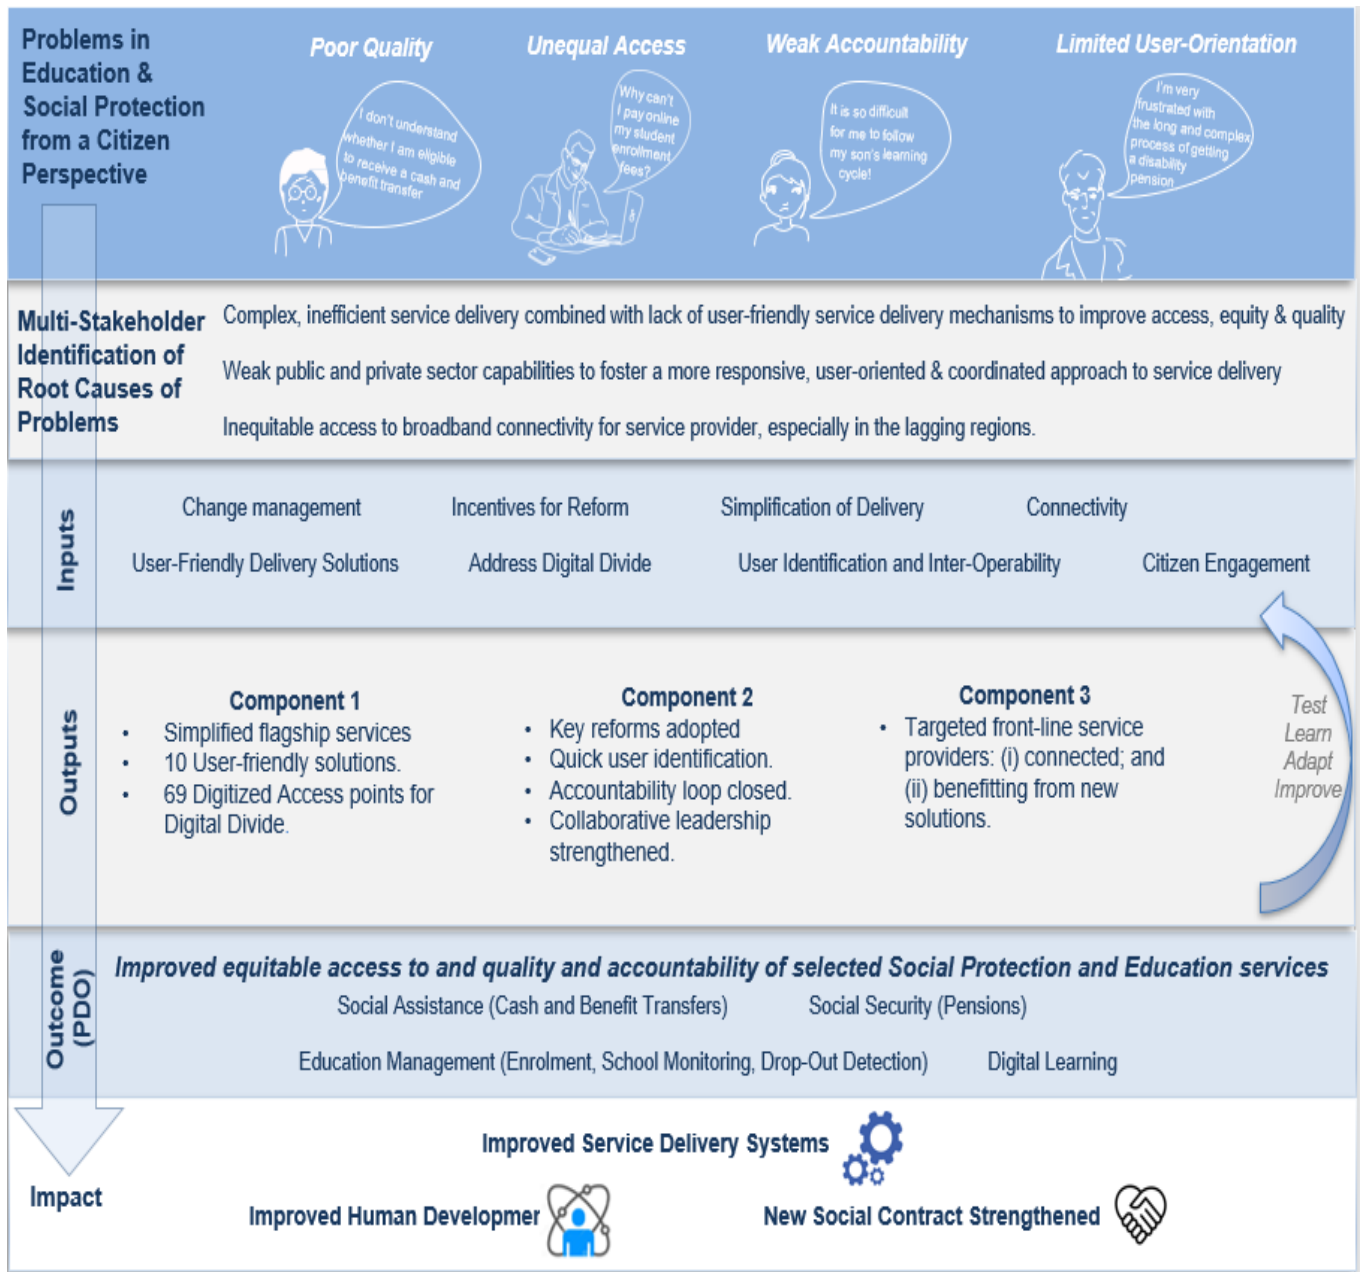 Problems in
Education &
Social Protection
from a Citizen
Perspective
Poor Quality
Unequal Access
Weak Accountability
Limited User-Orientation
I don't understand
whether I am eligible
to receive a cash and
benefit transfer
Why can't
I pay online
my student
enrollment
fees?
It is so difficult
for me to follow
my son's learning
cycle!
I'm very
frustrated with
the long and complex
process of getting
a disability
pension
Multi-Stakeholder
Identification of
Root Causes of
Problems
Complex, inefficient service delivery combined with lack of user-friendly service delivery mechanisms to improve access, equity & quality
Weak public and private sector capabilities to foster a more responsive, user-oriented & coordinated approach to service delivery
Inequitable access to broadband connectivity for service provider, especially in the lagging regions.
Inputs
Change management
Incentives for Reform
Simplification of Delivery
Connectivity
User-Friendly Delivery Solutions
Address Digital Divide
User Identification and Inter-Operability
Citizen Engagement
Outputs
Component 1
• Simplified flagship services
• 10 User-friendly solutions.
• 69 Digitized Access points for
Digital Divide.
Component 2
• Key reforms adopted
• Quick user identification.
• Accountability loop closed.
• Collaborative leadership
strengthened.
Component 3
• Targeted front-line service
providers: (i) connected; and
(ii) benefitting from new
solutions.
Test
Learn
Adapt
Improve
Outcome
(PDO)
Improved equitable access to and quality and accountability of selected Social Protection and Education services
Social Assistance (Cash and Benefit Transfers)
Social Security (Pensions)
Education Management (Enrolment, School Monitoring, Drop-Out Detection)
Digital Learning
Impact
Improved Service Delivery Systems
Improved Human Developmer
New Social Contract Strengthened